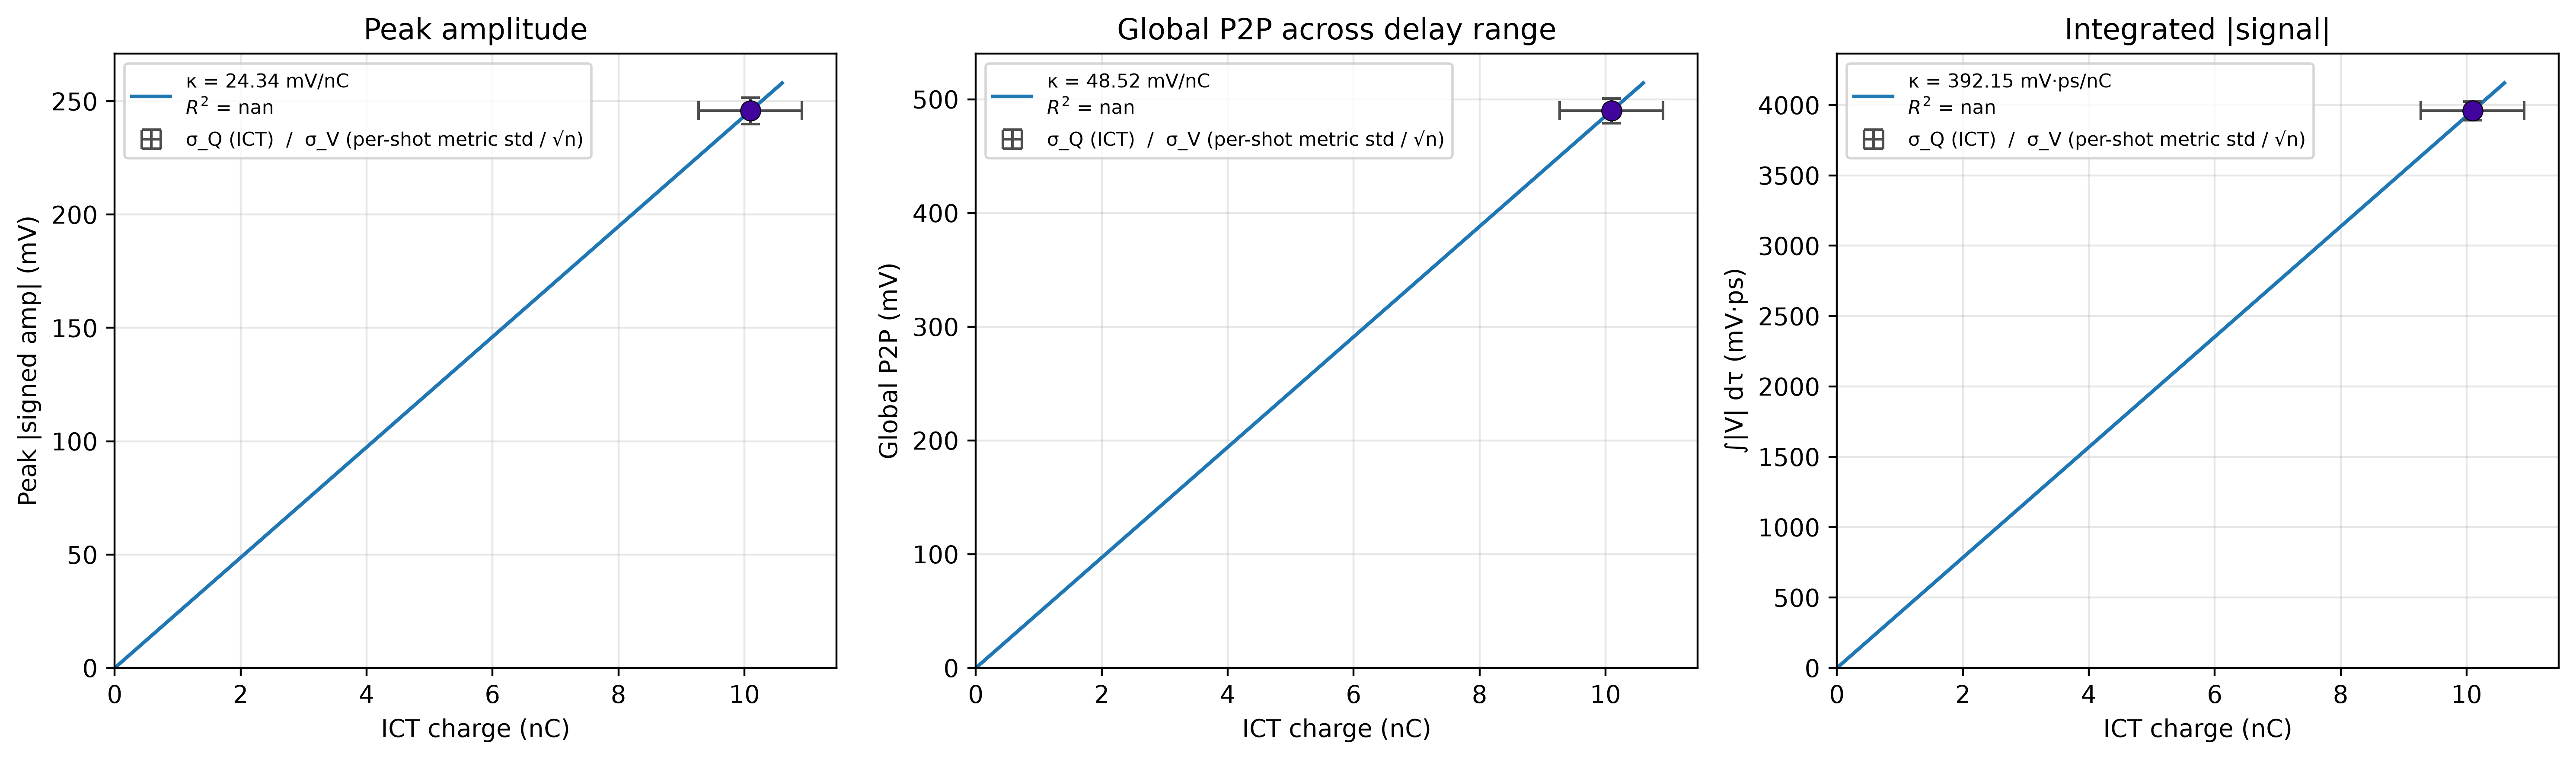 Peak amplitude
κ = 24.34 mV/nC
R² = nan
σ_Q (ICT) / σ_V (per-shot metric std / √n)
Peak |signed amp| (mV)
250
200
150
100
50
0
0 2 4 6 8 10
ICT charge (nC)
Global P2P across delay range
κ = 48.52 mV/nC
R² = nan
σ_Q (ICT) / σ_V (per-shot metric std / √n)
Global P2P (mV)
500
400
300
200
100
0
0 2 4 6 8 10
ICT charge (nC)
Integrated |signal|
κ = 392.15 mV·ps/nC
R² = nan
σ_Q (ICT) / σ_V (per-shot metric std / √n)
∫|V| dτ (mV·ps)
4000
3500
3000
2500
2000
1500
1000
500
0
0 2 4 6 8 10
ICT charge (nC)